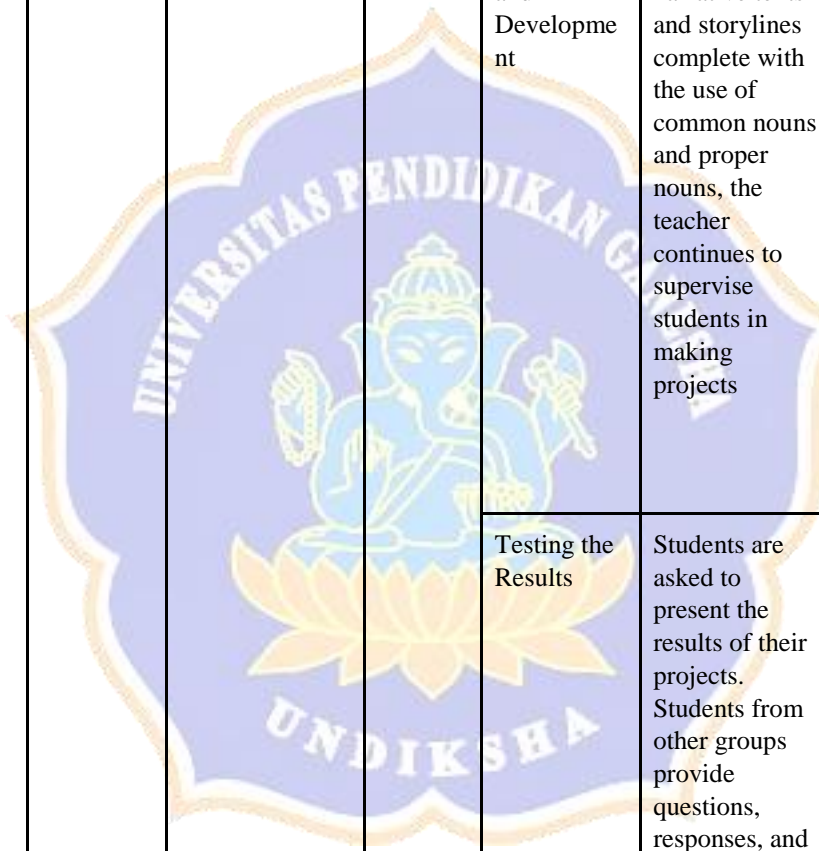 Developme
nt
and storylines
complete with
the use of
common nouns
and proper
nouns, the
teacher
continues to
supervise
students in
making
projects
Testing the
Results
Students are
asked to
present the
results of their
projects.
Students from
other groups
provide
questions,
responses, and
UNIVERSITAS PENDIDIKAN GANESHA
UNDIKSHA